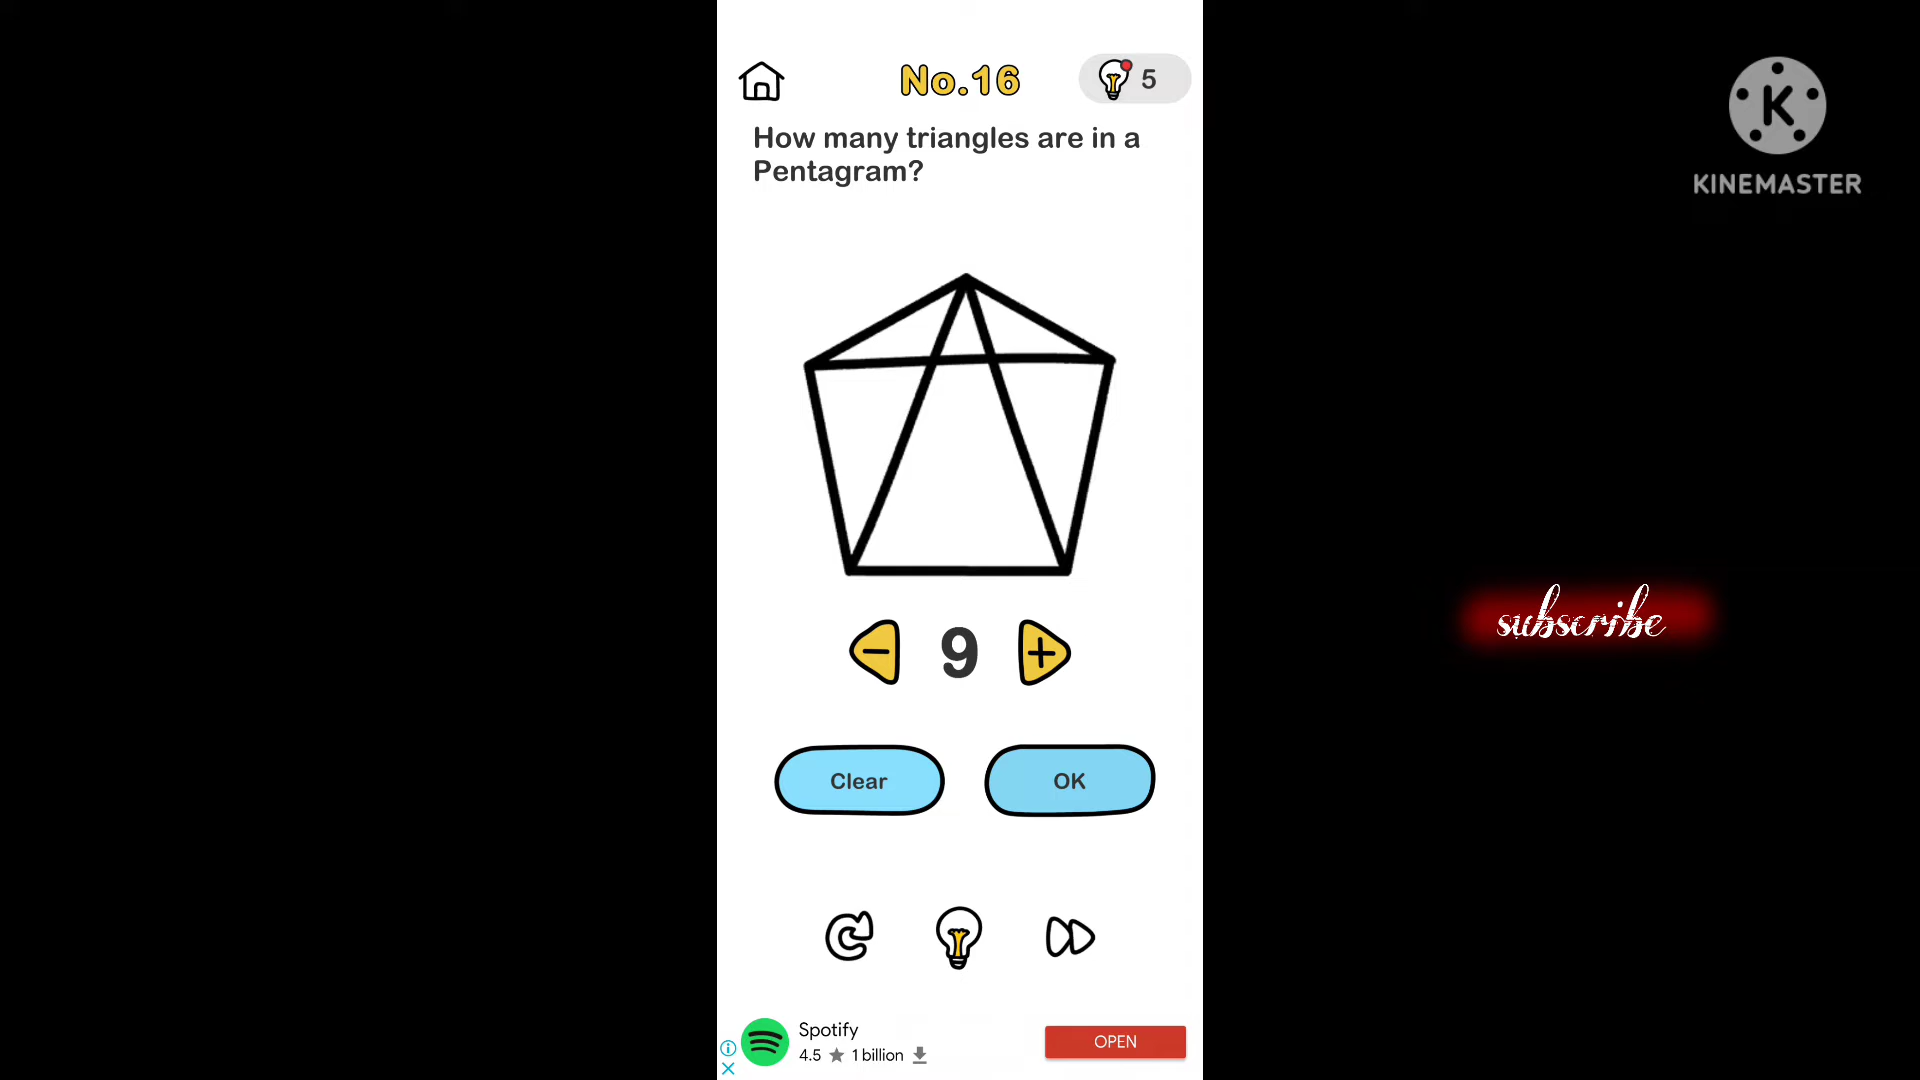 No.16
5
How many triangles are in a
Pentagram?
9
Clear
OK
Spotify
4.5 ★ 1 billion
OPEN
K
KINEMASTER
subscribe